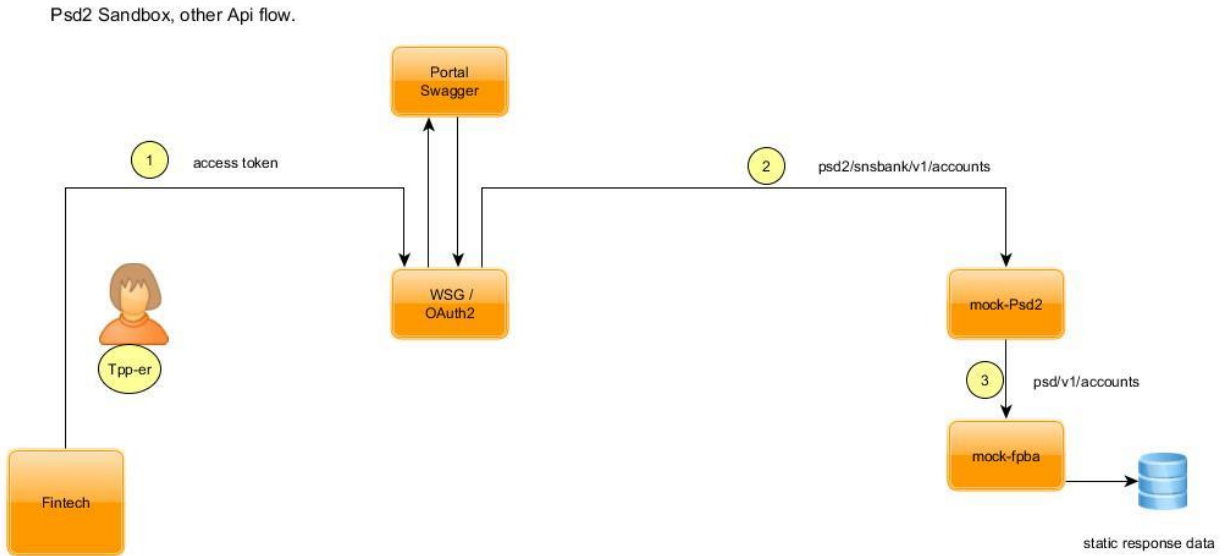 Psd2 Sandbox, other Api flow.
Portal
Swagger
1
access token
2
psd2/snsbank/v1/accounts
WSG /
OAuth2
mock-Psd2
Tpp-er
3
psd/v1/accounts
mock-fpba
Fintech
static response data